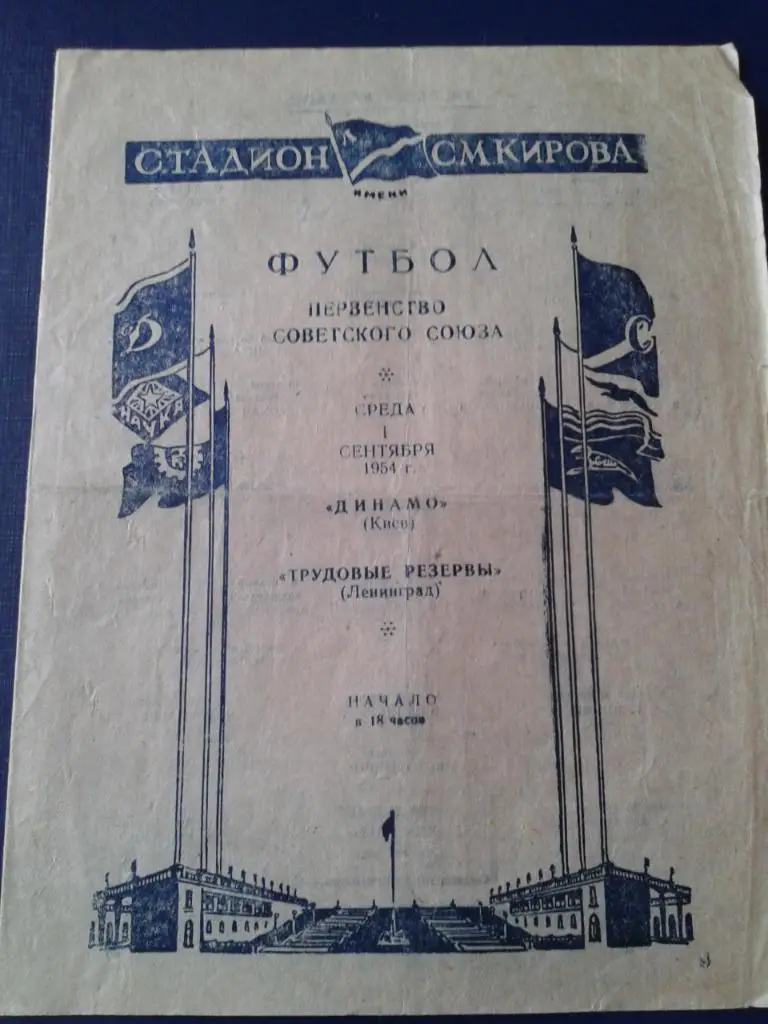 СТАДИОН
Л
С.М.КИРОВА
ИМЕНИ
ФУТБОЛ
ПЕРВЕНСТВО
СОВЕТСКОГО СОЮЗА
Д
С
НАУКА
СРЕДА
1
СЕНТЯБРЯ
1954 г.
«ДИНАМО»
(Киев)
«ТРУДОВЫЕ РЕЗЕРВЫ»
(Ленинград)
НАЧАЛО
в 18 часов